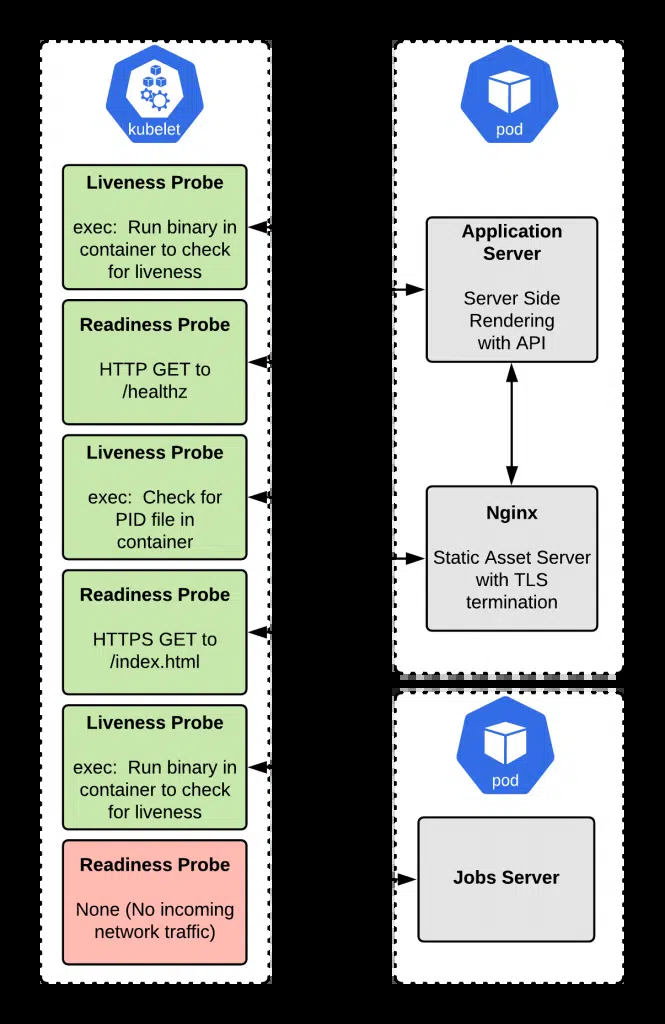 kubelet
Liveness Probe
exec:  Run binary in
container to check
for liveness
Readiness Probe
HTTP GET to
/healthz
Liveness Probe
exec:  Check for
PID file in
container
Readiness Probe
HTTPS GET to
/index.html
Liveness Probe
exec:  Run binary in
container to check
for liveness
Readiness Probe
None (No incoming
network traffic)
pod
Application
Server
Server Side
Rendering
with API
Nginx
Static Asset Server
with TLS
termination
pod
Jobs Server